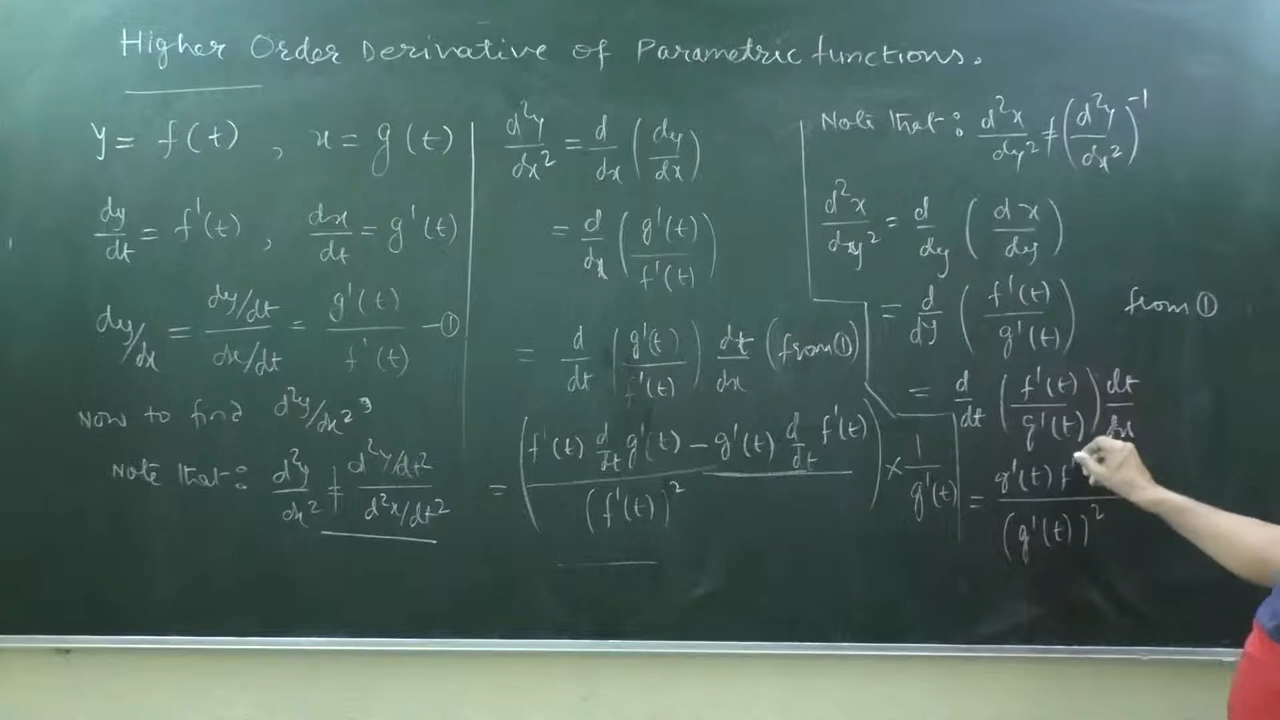 Higher Order Derivative of Parametric functions.
y = f(t) , x = g(t)
dy/dt = f'(t) , dx/dt = g'(t)
dy/dx = (dy/dt)/(dx/dt) = g'(t)/f'(t) — ①
Now to find d²y/dx² ,
Note that : d²y/dx² ≠ (d²y/dt²)/(d²x/dt²)
d²y/dx² = d/dx (dy/dx)
= d/dx (g'(t)/f'(t))
= d/dt (g'(t)/f'(t)) dt/dx (from ①)
= ((f'(t) d/dt g'(t) − g'(t) d/dt f'(t))/(f'(t))²) × 1/g'(t)
Note that : d²x/dy² ≠ (d²y/dx²)⁻¹
d²x/dy² = d/dy (dx/dy)
= d/dy (f'(t)/g'(t)) from ①
= d/dt (f'(t)/g'(t)) dt/
= g'(t) f / (g'(t))²